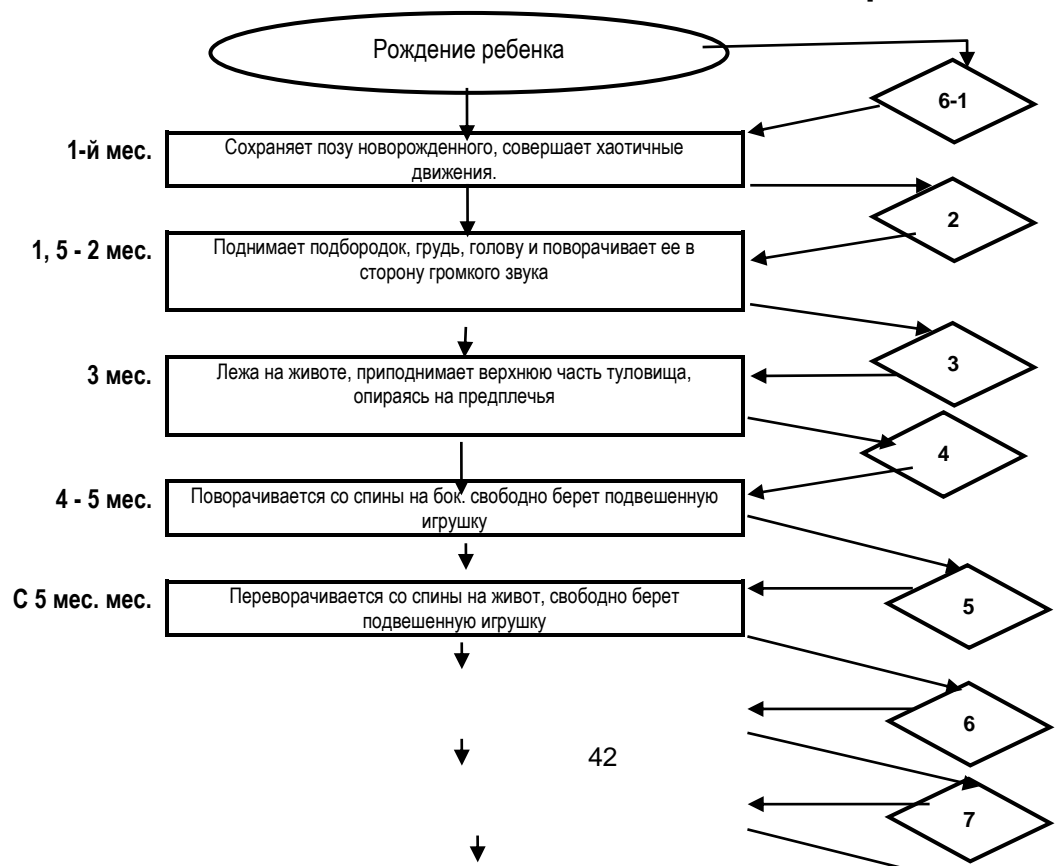 Рождение ребенка
6-1
1-й мес.
Сохраняет позу новорожденного, совершает хаотичные
движения.
2
1, 5 - 2 мес.
Поднимает подбородок, грудь, голову и поворачивает ее в
сторону громкого звука
3 мес.
Лежа на животе, приподнимает верхнюю часть туловища,
опираясь на предплечья
3
4
4 - 5 мес.
Поворачивается со спины на бок. свободно берет подвешенную
игрушку
С 5 мес. мес.
Переворачивается со спины на живот, свободно берет
подвешенную игрушку
5
6
42
7